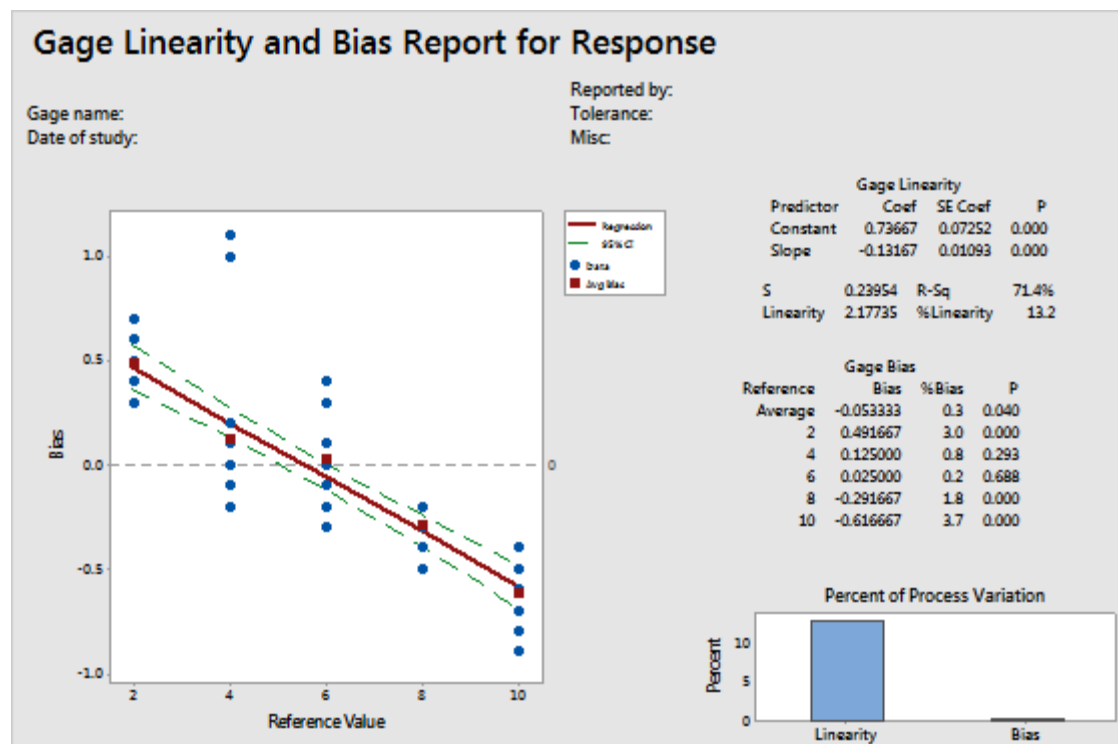 Gage Linearity and Bias Report for Response
Reported by:
Gage name:
Tolerance:
Date of study:
Misc:
1.0
0.5
0.0
-0.5
-1.0
Bias
0
2 4 6 8 10
Reference Value
Regression
95% CI
Data
Avg Bias
Gage Linearity
Predictor Coef SE Coef P
Constant 0.73667 0.07252 0.000
Slope -0.13167 0.01093 0.000
S 0.23954 R-Sq 71.4%
Linearity 2.17735 %Linearity 13.2
Gage Bias
Reference Bias %Bias P
Average -0.053333 0.3 0.040
2 0.491667 3.0 0.000
4 0.125000 0.8 0.293
6 0.025000 0.2 0.688
8 -0.291667 1.8 0.000
10 -0.616667 3.7 0.000
Percent of Process Variation
10
5
0
Percent
Linearity Bias